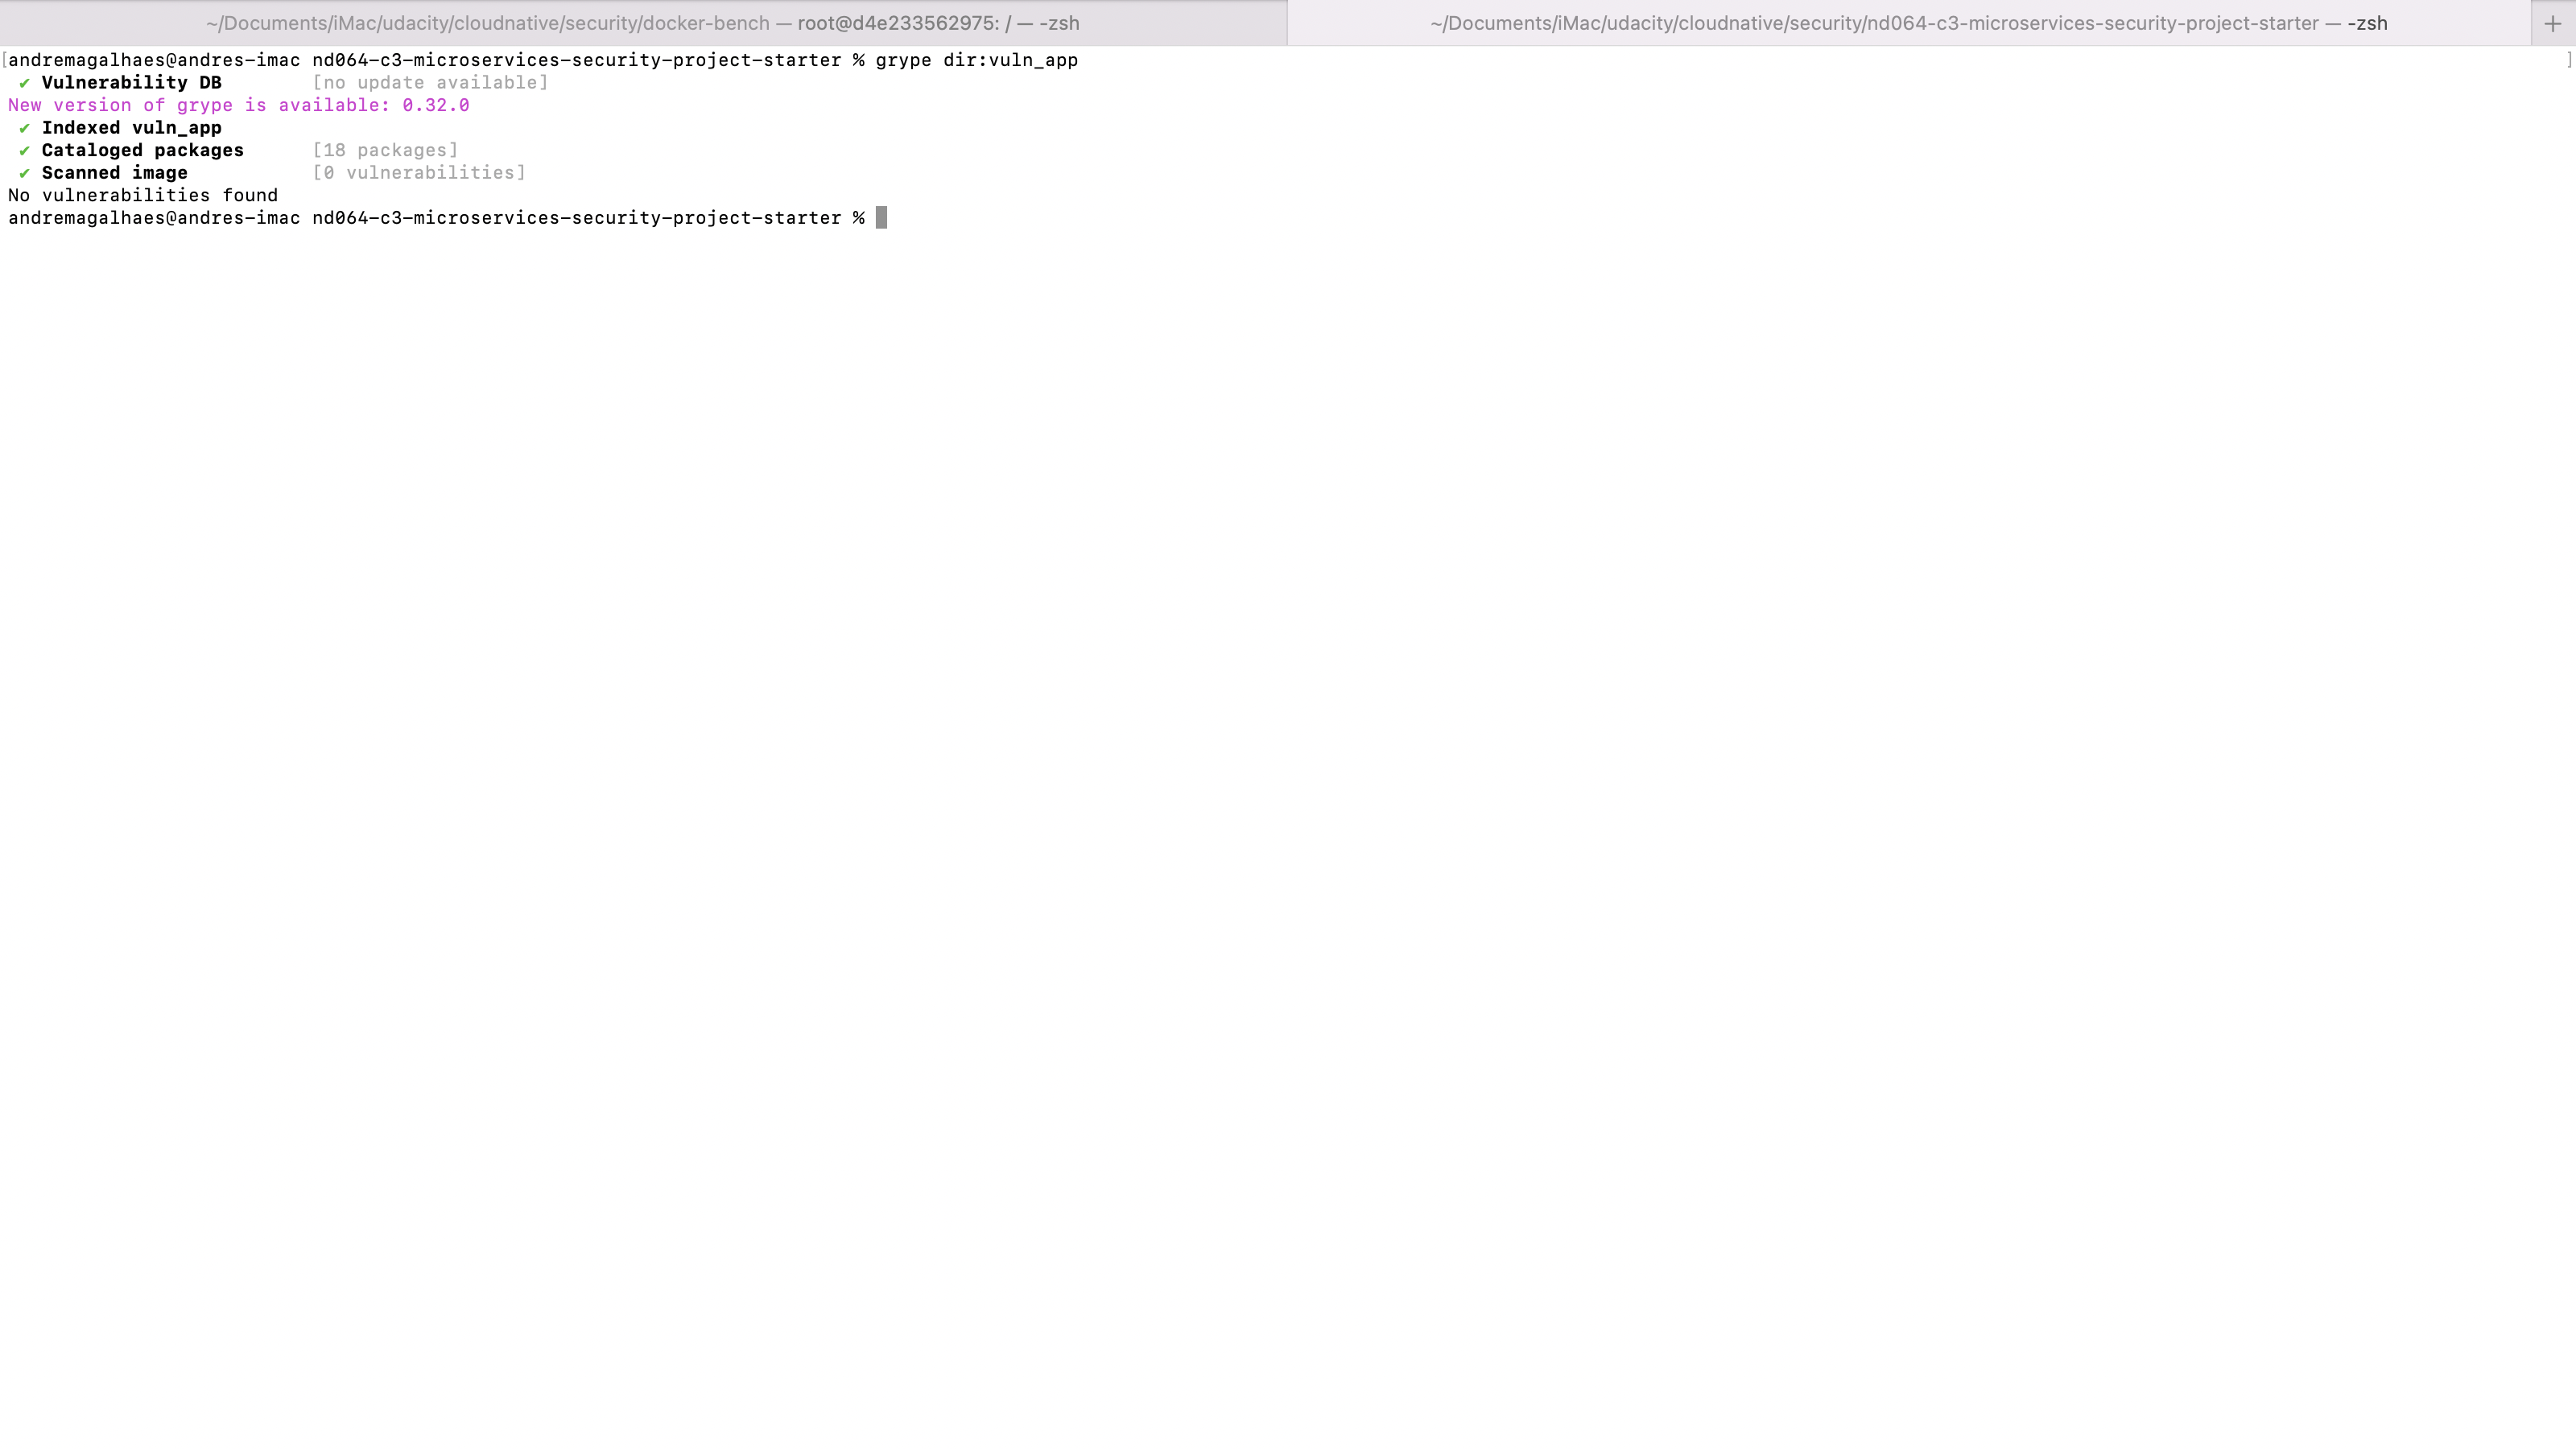 ~/Documents/iMac/udacity/cloudnative/security/docker-bench — root@d4e233562975: / — -zsh
~/Documents/iMac/udacity/cloudnative/security/nd064-c3-microservices-security-project-starter — -zsh
+
[andremagalhaes@andres-imac nd064-c3-microservices-security-project-starter % grype dir:vuln_app ]
✔ Vulnerability DB [no update available]
New version of grype is available: 0.32.0
✔ Indexed vuln_app
✔ Cataloged packages [18 packages]
✔ Scanned image [0 vulnerabilities]
No vulnerabilities found
andremagalhaes@andres-imac nd064-c3-microservices-security-project-starter %